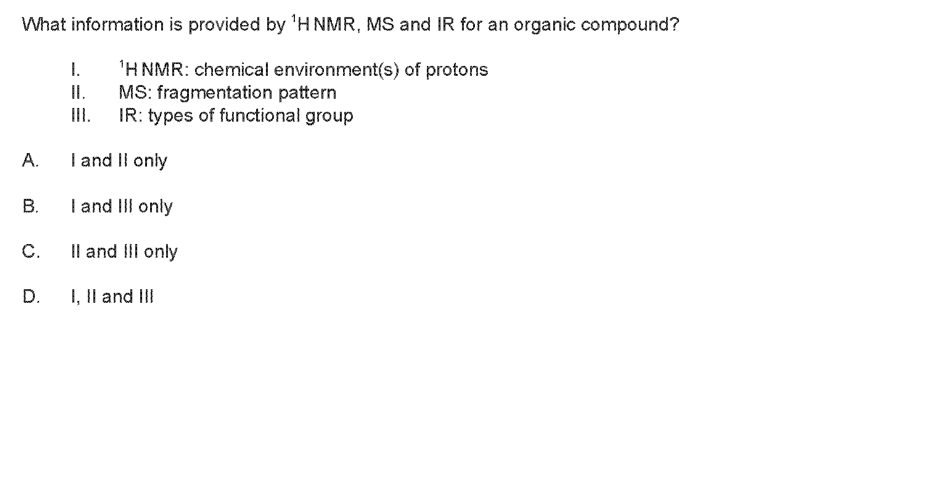 What information is provided by ¹H NMR, MS and IR for an organic compound?
I. ¹H NMR: chemical environment(s) of protons
II. MS: fragmentation pattern
III. IR: types of functional group
A. I and II only
B. I and III only
C. II and III only
D. I, II and III